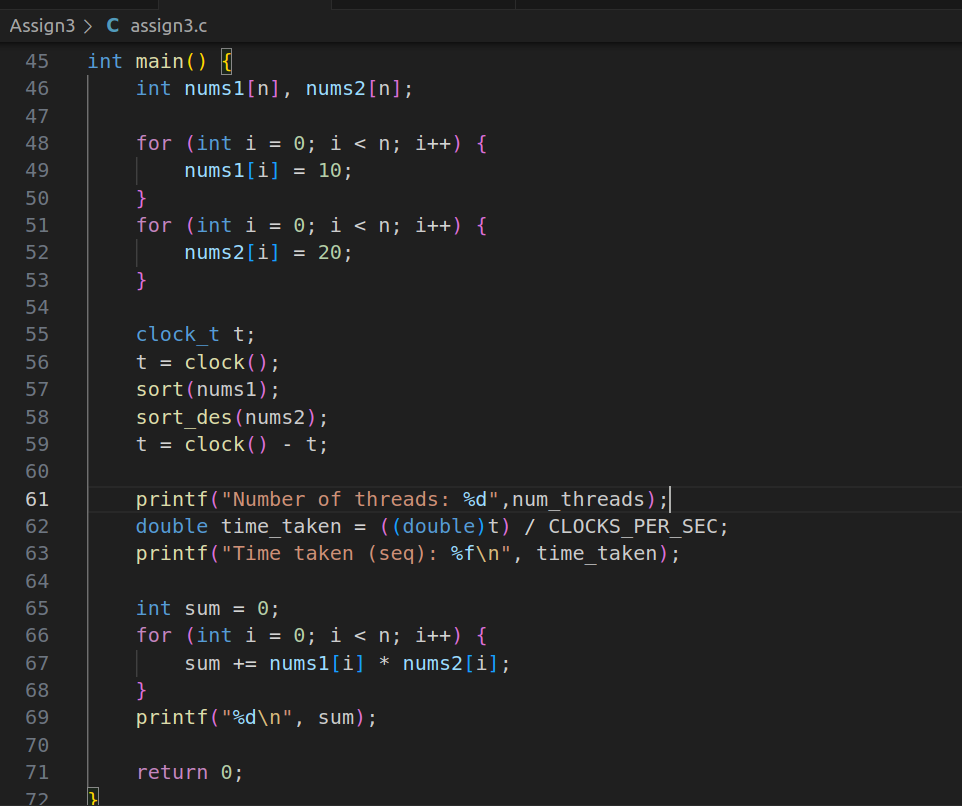 Assign3 > C assign3.c
45 int main() {
46 int nums1[n], nums2[n];
47
48 for (int i = 0; i < n; i++) {
49 nums1[i] = 10;
50 }
51 for (int i = 0; i < n; i++) {
52 nums2[i] = 20;
53 }
54
55 clock_t t;
56 t = clock();
57 sort(nums1);
58 sort_des(nums2);
59 t = clock() - t;
60
61 printf("Number of threads: %d",num_threads);
62 double time_taken = ((double)t) / CLOCKS_PER_SEC;
63 printf("Time taken (seq): %f\n", time_taken);
64
65 int sum = 0;
66 for (int i = 0; i < n; i++) {
67 sum += nums1[i] * nums2[i];
68 }
69 printf("%d\n", sum);
70
71 return 0;
72 }